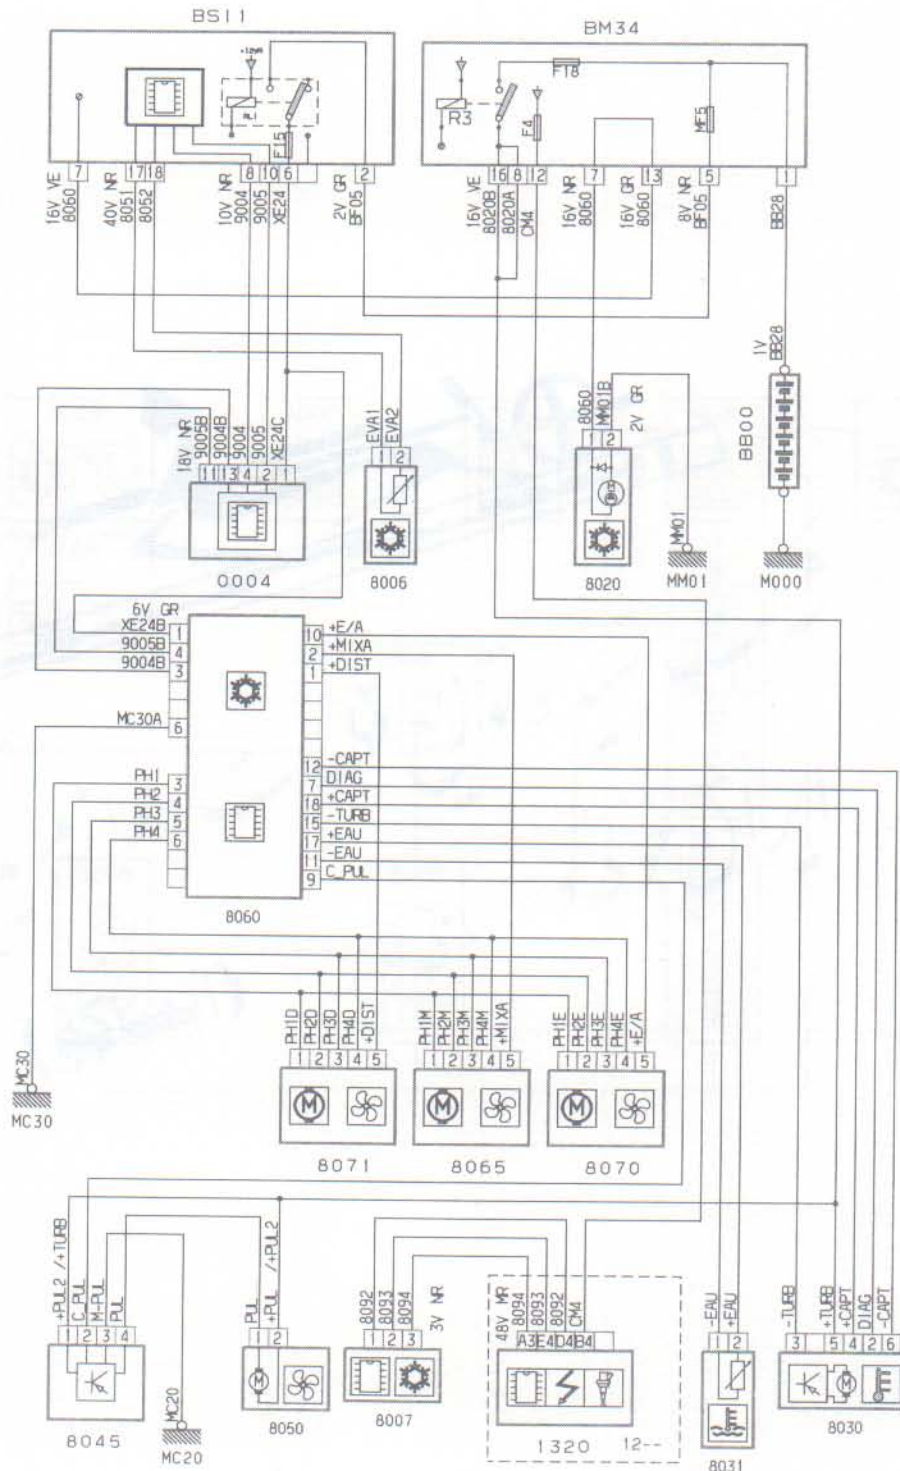 BSI1
BM34
+12VR
F15
RL
R3
F4
F18
MF5
7
17 18
8 10 6
2
16 8 12
7
13
5
1
16V VE
8060
40V NR
8051
8052
10V NR
9004
9005
XE24
2V GR
BF05
16V VE
8020B
8020A
CM4
16V NR
8060
16V GR
8060
8V NR
BF05
BB28
1V
BB28
BB00
18V NR
9005B
9004B
9004
9005
XE24C
11 13 4 2 1
0004
EVA1
EVA2
1 2
8006
8060
MM01B
2V GR
1 2
8020
MM01
MM01
M000
6V GR
XE24B
9005B
9004B
1
4
3
MC30A
6
PH1
PH2
PH3
PH4
3
4
5
6
10
2
1
+E/A
+MIXA
+DIST
12
7
18
15
17
11
9
-CAPT
DIAG
+CAPT
-TURB
+EAU
-EAU
C_PUL
8060
MC30
MC30
PH1D
PH2D
PH3D
PH4D
+DIST
1 2 3 4 5
M
8071
PH1M
PH2M
PH3M
PH4M
+MIXA
1 2 3 4 5
M
8065
PH1E
PH2E
PH3E
PH4E
+E/A
1 2 3 4 5
M
8070
+PUL2 /+TURB
C_PUL
M-PUL
PUL
1 2 3 4
8045
MC20
MC20
PUL
+PUL /+PUL2
1 2
M
8050
8092
8093
8094
3V NR
1 2 3
8007
48V MR
8094
8093
8092
CM4
A3 E4 D4 B4
1320
12--
-EAU
+EAU
1 2
8031
-TURB
+TURB
+CAPT
DIAG
-CAPT
3 5 4 2 6
M
8030